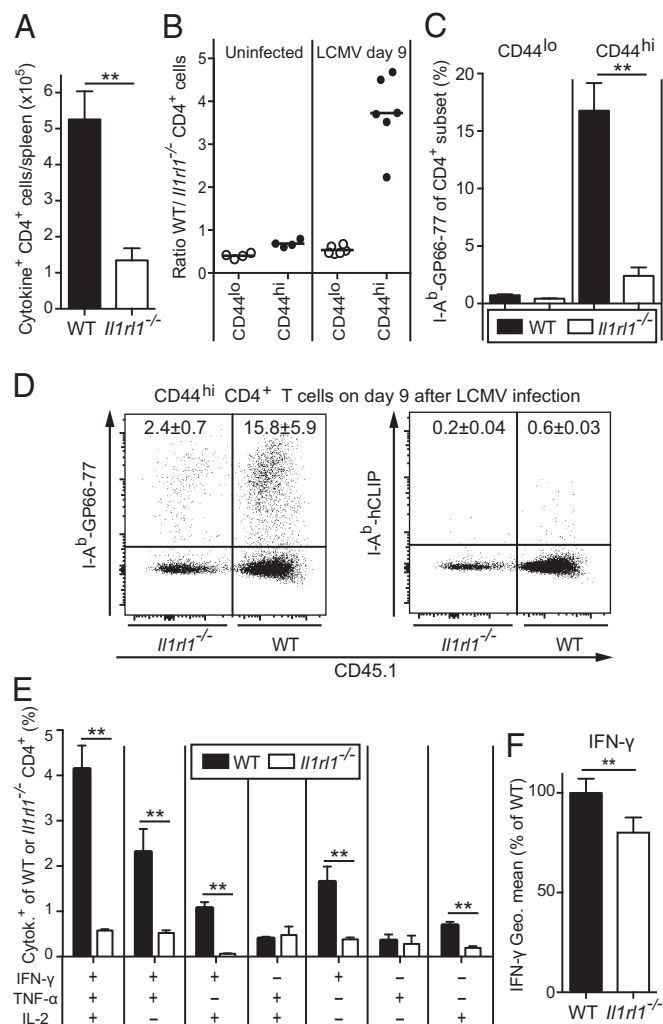 A
**
Cytokine+ CD4+ cells/spleen (x10⁵)
6
5
4
3
2
1
0
WT Il1rl1-/-
B
Uninfected LCMV day 9
Ratio WT/ Il1rl1-/- CD4+ cells
5
4
3
2
1
0
CD44lo CD44hi CD44lo CD44hi
C
CD44lo CD44hi
**
I-Ab-GP66-77 of CD4+ subset (%)
20
15
10
5
0
WT Il1rl1-/-
D
CD44hi CD4+ T cells on day 9 after LCMV infection
2.4±0.7 15.8±5.9
I-Ab-GP66-77
Il1rl1-/- WT
0.2±0.04 0.6±0.03
I-Ab-hCLIP
Il1rl1-/- WT
CD45.1
E
Cytok.+ of WT or Il1rl1-/- CD4+ (%)
5
4
3
2
1
0
WT Il1rl1-/-
** ** ** ** **
IFN-γ + + + − + − −
TNF-α + + − + − + −
IL-2 + − + + − − +
F
IFN-γ
**
IFN-γ Geo. mean (% of WT)
100
50
0
WT Il1rl1-/-